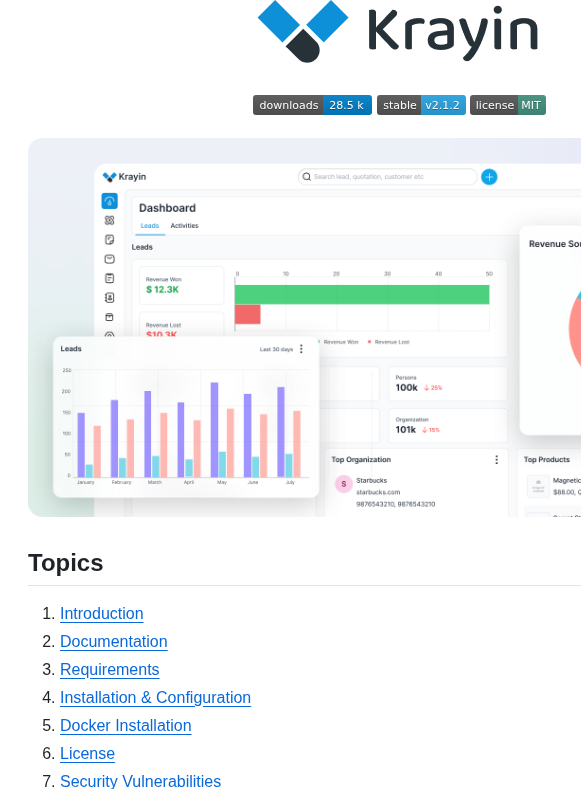 Krayin
downloads 28.5 k stable v2.1.2 license MIT
Krayin
Search lead, quotation, customer etc
Dashboard
Leads Activities
Leads
Revenue Won
$ 12.3K
Revenue Lost
$10.3K
0 10 20 30 40 50
Revenue Won Revenue Lost
Revenue Sou
Leads Last 30 days
250
200
150
100
50
0
January February March April May June July
Persons
100k 25%
Organization
101k 15%
Top Organization
S Starbucks
starbucks.com
9876543210, 9876543210
Top Products
Magnetic
$88.00, Q
Topics
1. Introduction
2. Documentation
3. Requirements
4. Installation & Configuration
5. Docker Installation
6. License
7. Security Vulnerabilities